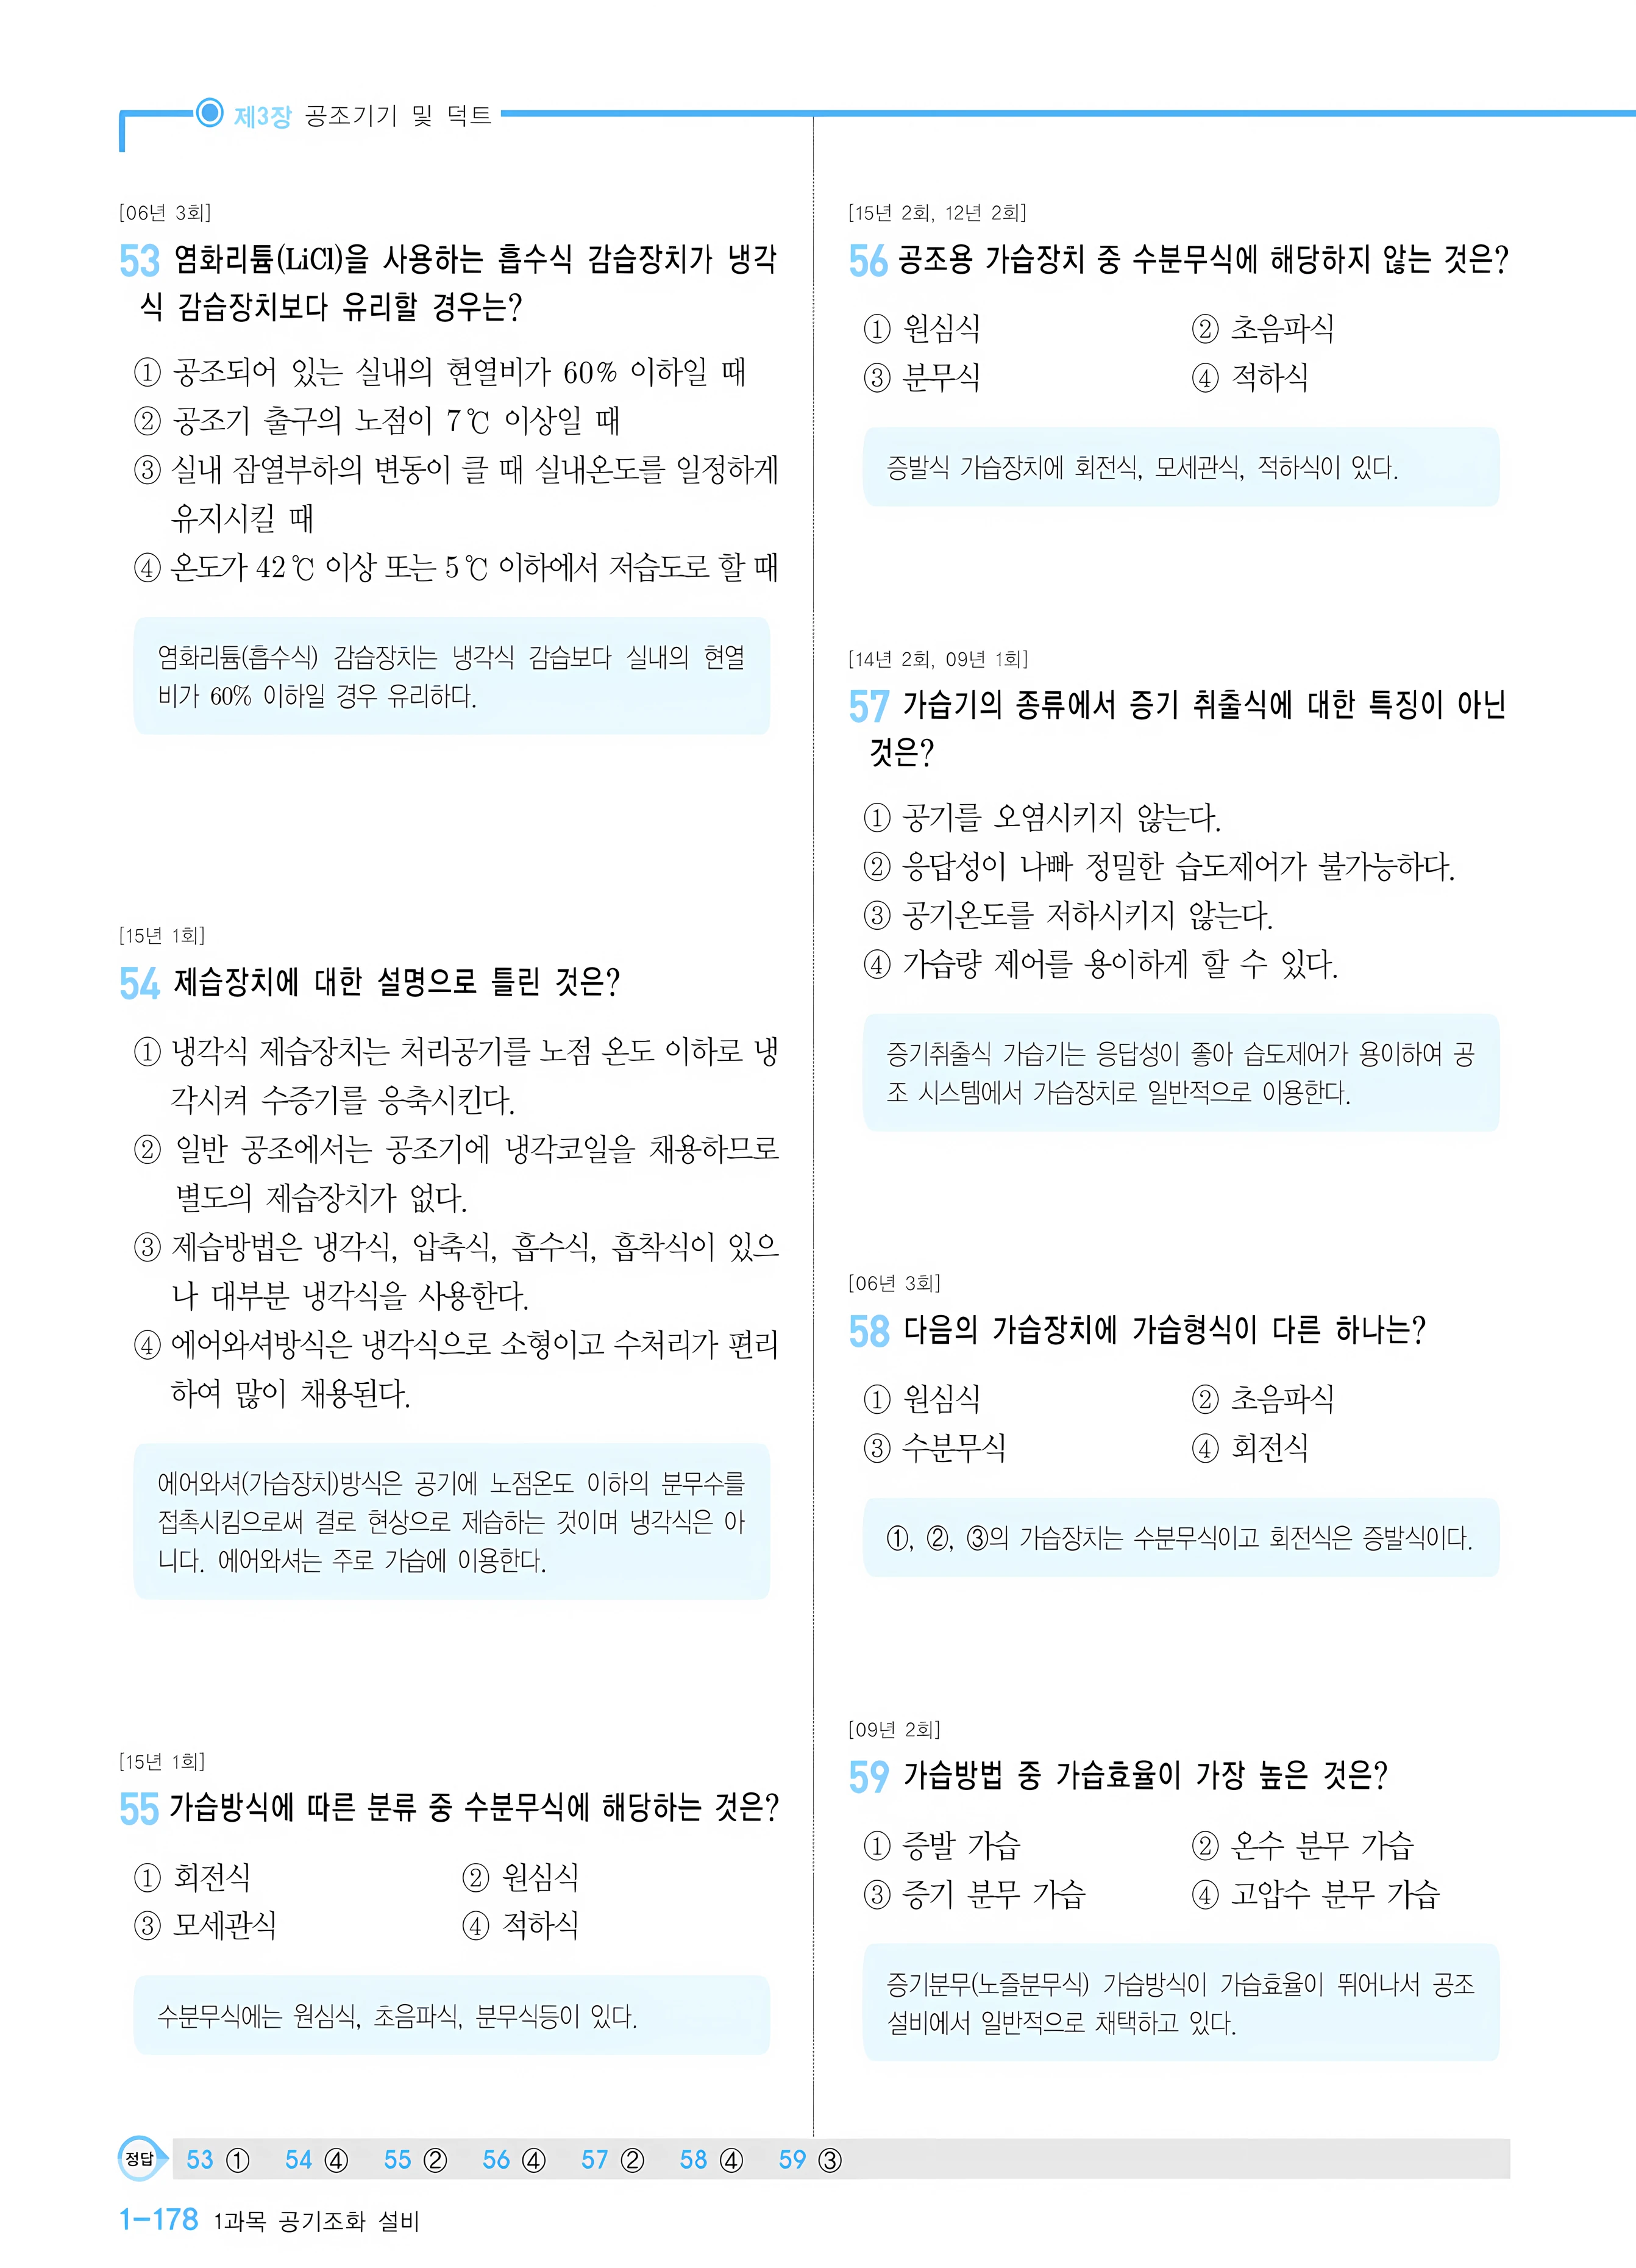 제3장 공조기기 및 덕트
[06년 3회]
53 염화리튬(LiCl)을 사용하는 흡수식 감습장치가 냉각
식 감습장치보다 유리할 경우는?
① 공조되어 있는 실내의 현열비가 60% 이하일 때
② 공조기 출구의 노점이 7℃ 이상일 때
③ 실내 잠열부하의 변동이 클 때 실내온도를 일정하게
유지시킬 때
④ 온도가 42℃ 이상 또는 5℃ 이하에서 저습도로 할 때
염화리튬(흡수식) 감습장치는 냉각식 감습보다 실내의 현열
비가 60% 이하일 경우 유리하다.
[15년 1회]
54 제습장치에 대한 설명으로 틀린 것은?
① 냉각식 제습장치는 처리공기를 노점 온도 이하로 냉
각시켜 수증기를 응축시킨다.
② 일반 공조에서는 공조기에 냉각코일을 채용하므로
별도의 제습장치가 없다.
③ 제습방법은 냉각식, 압축식, 흡수식, 흡착식이 있으
나 대부분 냉각식을 사용한다.
④ 에어와셔방식은 냉각식으로 소형이고 수처리가 편리
하여 많이 채용된다.
에어와셔(가습장치)방식은 공기에 노점온도 이하의 분무수를
접촉시킴으로써 결로 현상으로 제습하는 것이며 냉각식은 아
니다. 에어와셔는 주로 가습에 이용한다.
[15년 1회]
55 가습방식에 따른 분류 중 수분무식에 해당하는 것은?
① 회전식 ② 원심식
③ 모세관식 ④ 적하식
수분무식에는 원심식, 초음파식, 분무식등이 있다.
[15년 2회, 12년 2회]
56 공조용 가습장치 중 수분무식에 해당하지 않는 것은?
① 원심식 ② 초음파식
③ 분무식 ④ 적하식
증발식 가습장치에 회전식, 모세관식, 적하식이 있다.
[14년 2회, 09년 1회]
57 가습기의 종류에서 증기 취출식에 대한 특징이 아닌
것은?
① 공기를 오염시키지 않는다.
② 응답성이 나빠 정밀한 습도제어가 불가능하다.
③ 공기온도를 저하시키지 않는다.
④ 가습량 제어를 용이하게 할 수 있다.
증기취출식 가습기는 응답성이 좋아 습도제어가 용이하여 공
조 시스템에서 가습장치로 일반적으로 이용한다.
[06년 3회]
58 다음의 가습장치에 가습형식이 다른 하나는?
① 원심식 ② 초음파식
③ 수분무식 ④ 회전식
①, ②, ③의 가습장치는 수분무식이고 회전식은 증발식이다.
[09년 2회]
59 가습방법 중 가습효율이 가장 높은 것은?
① 증발 가습 ② 온수 분무 가습
③ 증기 분무 가습 ④ 고압수 분무 가습
증기분무(노즐분무식) 가습방식이 가습효율이 뛰어나서 공조
설비에서 일반적으로 채택하고 있다.
정답 53 ① 54 ④ 55 ② 56 ④ 57 ② 58 ④ 59 ③
1-178 1과목 공기조화 설비